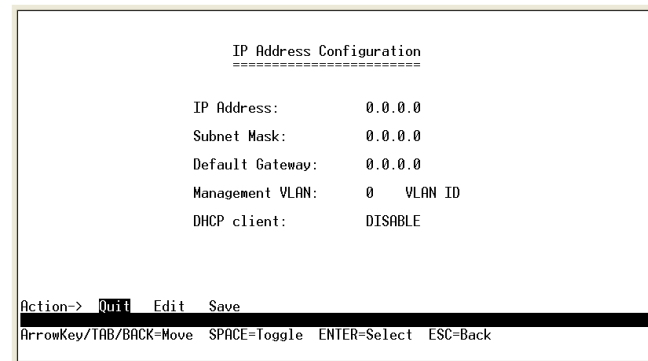 IP Address Configuration
========================
IP Address: 0.0.0.0
Subnet Mask: 0.0.0.0
Default Gateway: 0.0.0.0
Management VLAN: 0 VLAN ID
DHCP client: DISABLE
Action-> Quit Edit Save
ArrowKey/TAB/BACK=Move SPACE=Toggle ENTER=Select ESC=Back